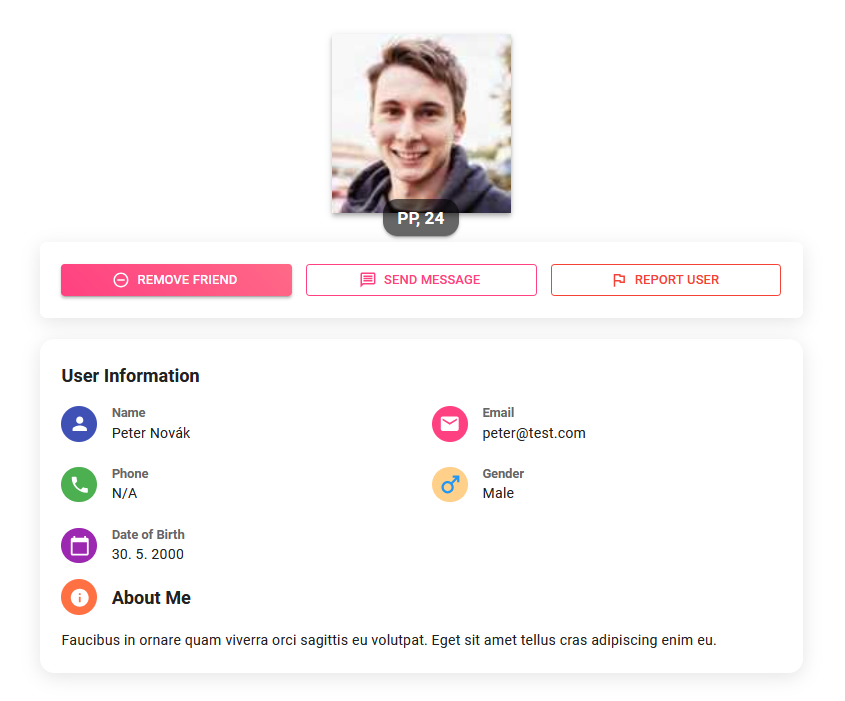 PP, 24
REMOVE FRIEND
SEND MESSAGE
REPORT USER
User Information
Name
Peter Novák
Email
peter@test.com
Phone
N/A
Gender
Male
Date of Birth
30. 5. 2000
About Me
Faucibus in ornare quam viverra orci sagittis eu volutpat. Eget sit amet tellus cras adipiscing enim eu.